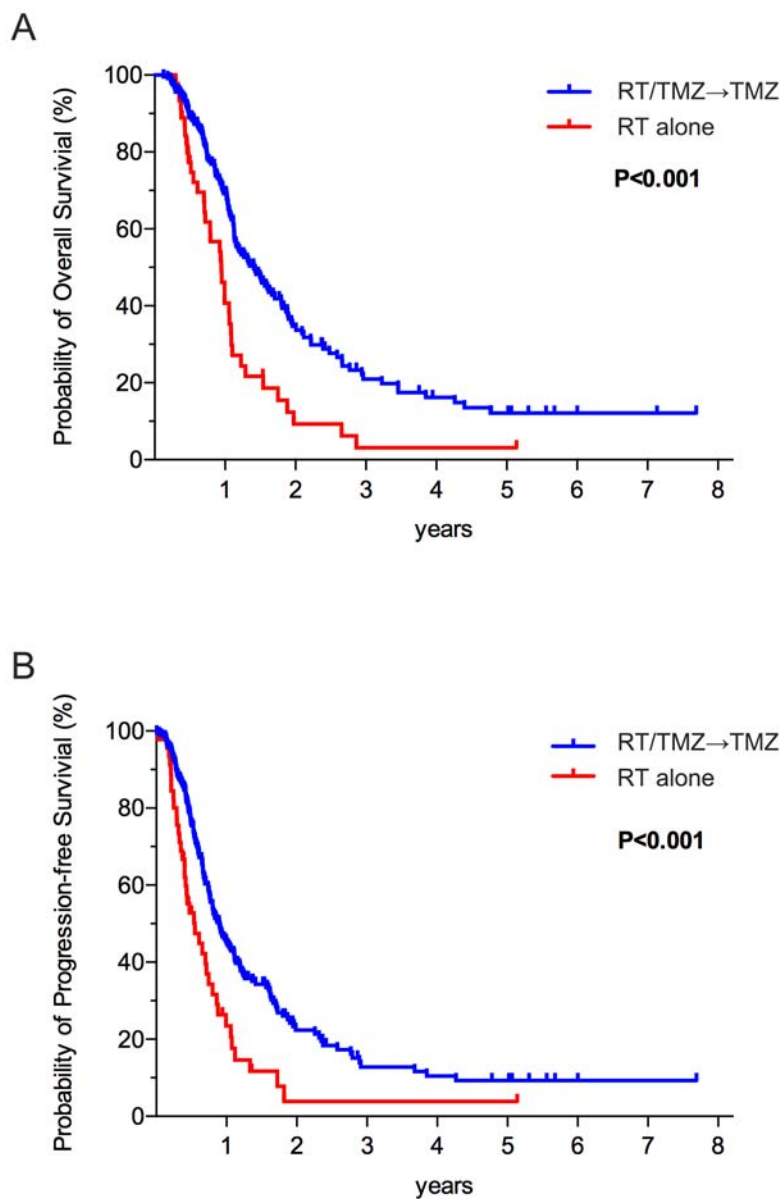 A
Probability of Overall Survivial (%)
100
80
60
40
20
0
1 2 3 4 5 6 7 8
years
RT/TMZ→TMZ
RT alone
P<0.001
B
Probability of Progression-free Survivial (%)
100
80
60
40
20
0
1 2 3 4 5 6 7 8
years
RT/TMZ→TMZ
RT alone
P<0.001